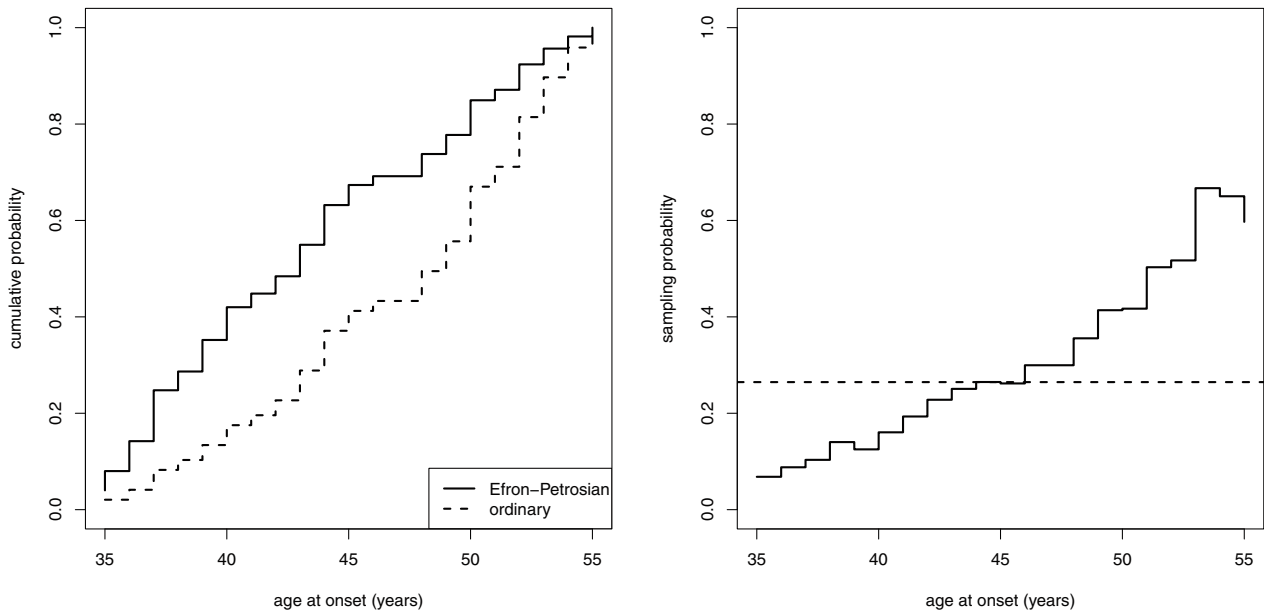 cumulative probability
1.0
0.8
0.6
0.4
0.2
0.0
Efron−Petrosian
ordinary
35 40 45 50 55
age at onset (years)
sampling probability
1.0
0.8
0.6
0.4
0.2
0.0
35 40 45 50 55
age at onset (years)